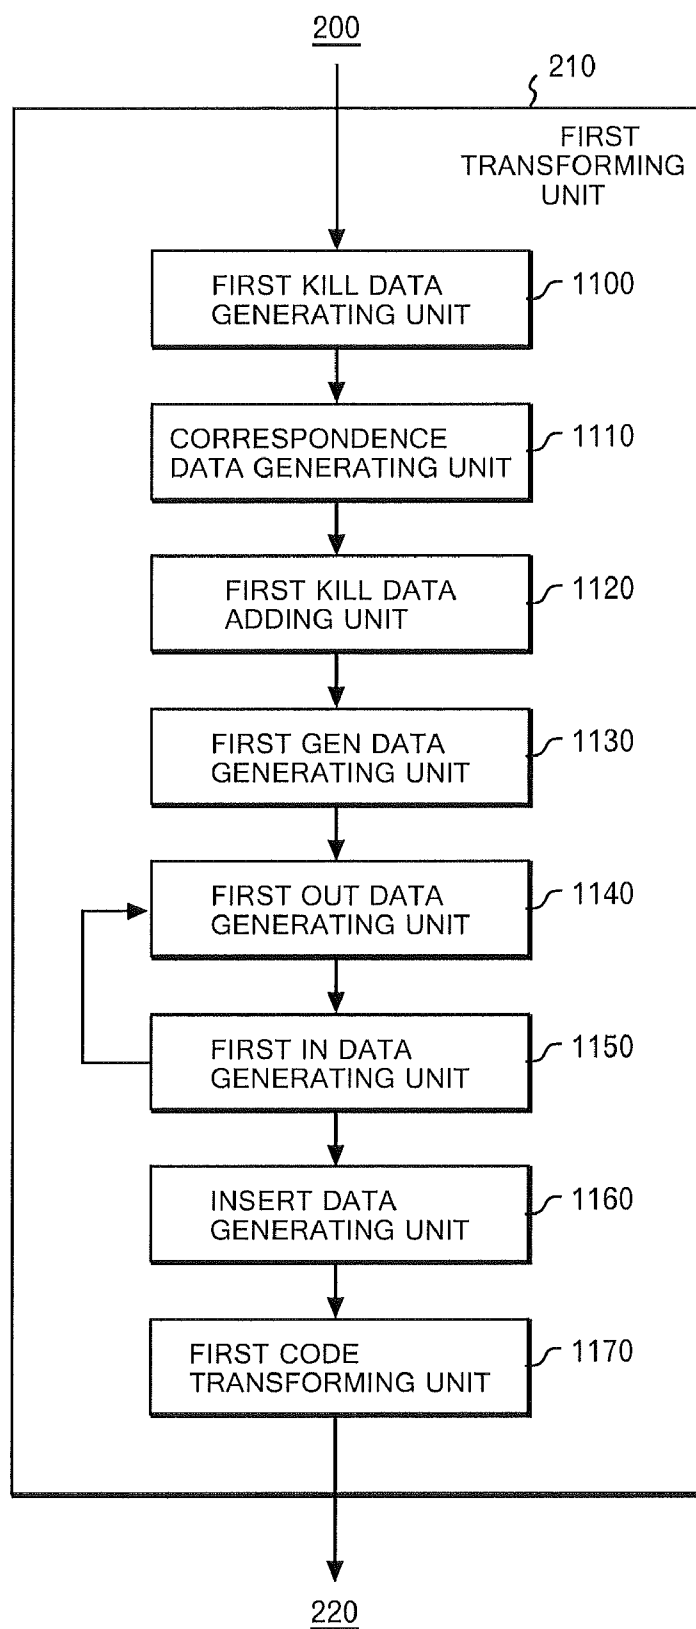 200
210
FIRST
TRANSFORMING
UNIT
FIRST KILL DATA
GENERATING UNIT
1100
CORRESPONDENCE
DATA GENERATING UNIT
1110
FIRST KILL DATA
ADDING UNIT
1120
FIRST GEN DATA
GENERATING UNIT
1130
FIRST OUT DATA
GENERATING UNIT
1140
FIRST IN DATA
GENERATING UNIT
1150
INSERT DATA
GENERATING UNIT
1160
FIRST CODE
TRANSFORMING UNIT
1170
220